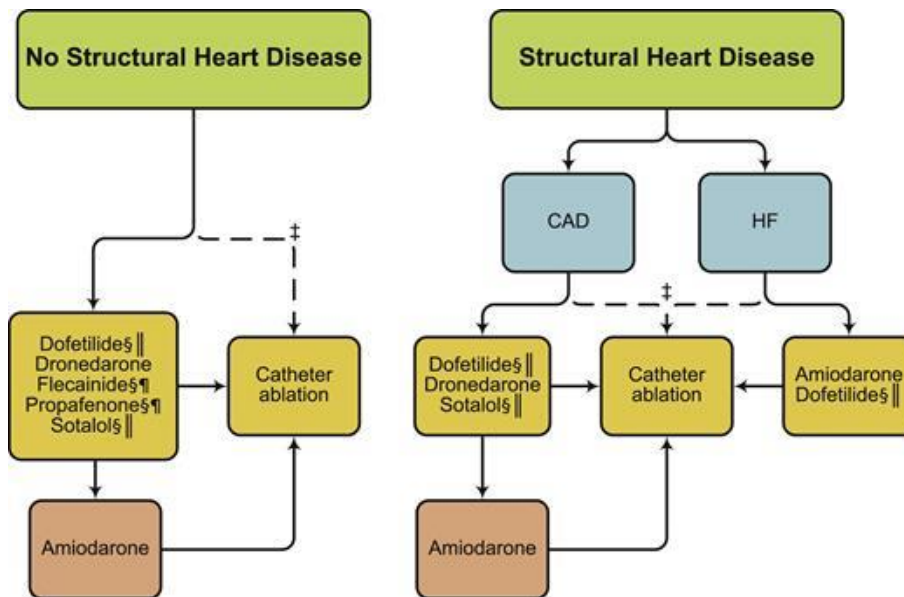 No Structural Heart Disease
‡
Dofetilide§‖
Dronedarone
Flecainide§¶
Propafenone§¶
Sotalol§‖
Catheter
ablation
Amiodarone
Structural Heart Disease
CAD
HF
‡
Dofetilide§‖
Dronedarone
Sotalol§‖
Catheter
ablation
Amiodarone
Dofetilide§‖
Amiodarone